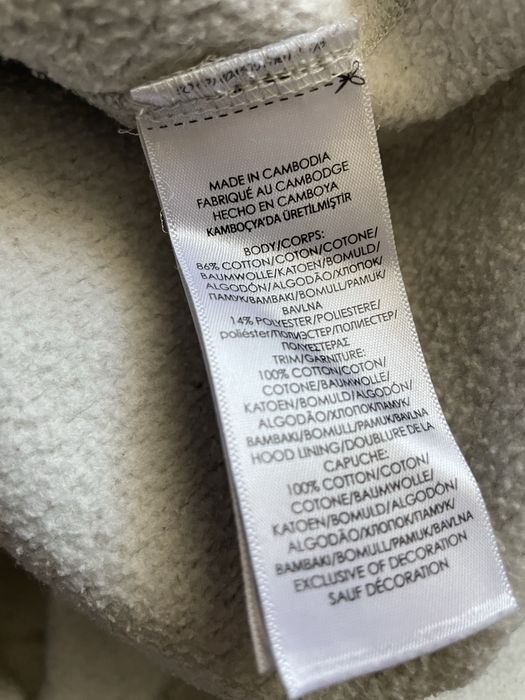 MADE IN CAMBODIA
FABRIQUÉ AU CAMBODGE
HECHO EN CAMBOYA
KAMBOÇYA'DA ÜRETİLMİŞTİR
BODY/CORPS:
86% COTTON/COTON/COTONE/
BAUMWOLLE/KATOEN/BOMULD/
ALGODÓN/ALGODÃO/ХЛОПОК/
ПАМУК/BAMBAKI/BOMULL/PAMUK/
BAVLNA
14% POLYESTER/POLIESTERE/
poliéster/ПОЛИЭСТЕР/ПОЛИЕСТЕР/
ΠΟΛΥΕΣΤΕΡΑΣ
TRIM/GARNITURE:
100% COTTON/COTON/
COTONE/BAUMWOLLE/
KATOEN/BOMULD/ALGODÓN/
ALGODÃO/ХЛОПОК/ПАМУК/
BAMBAKI/BOMULL/PAMUK/BAVLNA
HOOD LINING/DOUBLURE DE LA
CAPUCHE:
100% COTTON/COTON/
COTONE/BAUMWOLLE/
KATOEN/BOMULD/ALGODÓN/
ALGODÃO/ХЛОПОК/ПАМУК/
BAMBAKI/BOMULL/PAMUK/BAVLNA
EXCLUSIVE OF DECORATION
SAUF DÉCORATION